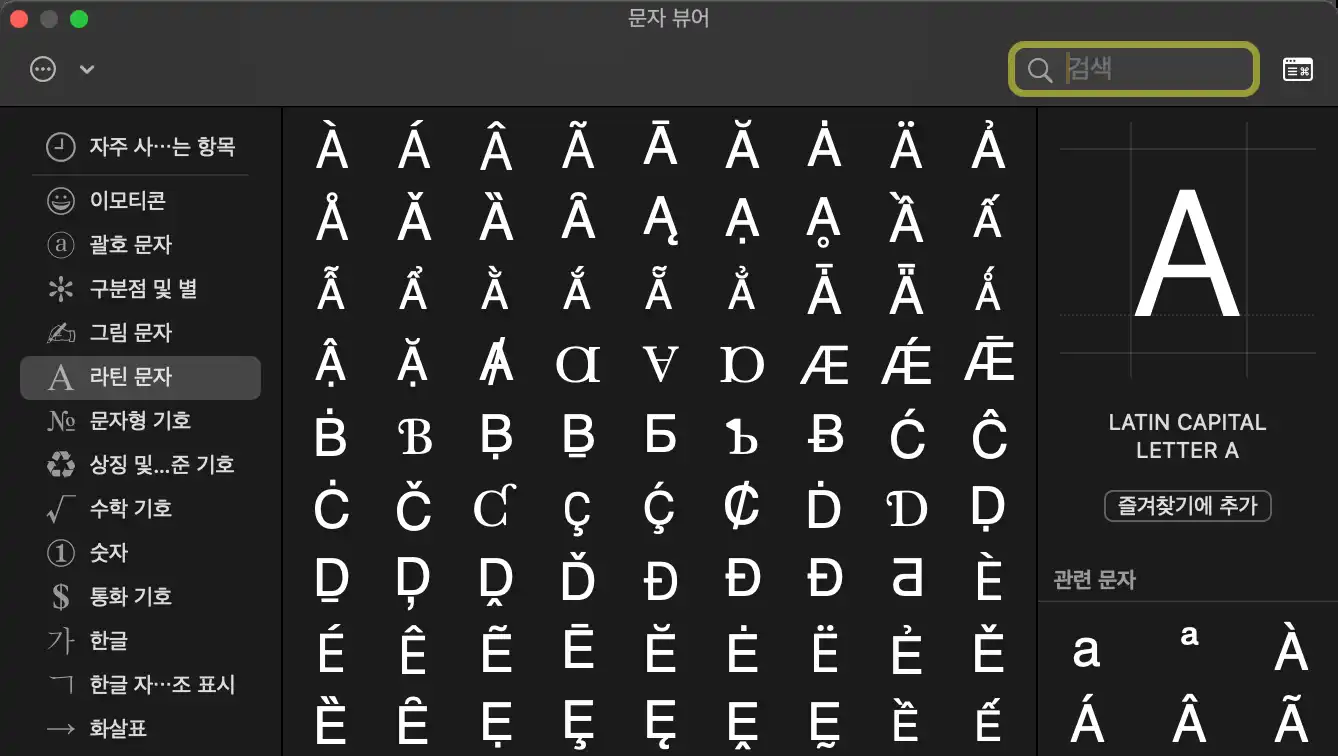 문자 뷰어
검색
자주 사⋯는 항목
이모티콘
괄호 문자
구분점 및 별
그림 문자
라틴 문자
문자형 기호
상징 및...준 기호
수학 기호
숫자
통화 기호
한글
한글 자⋯조 표시
화살표
À Á Â Ã Ā Ă Ȧ Ä Ả
Å Ǎ Ȁ Ȃ Ą Ạ Ḁ Ầ Ấ
Ẫ Ẩ Ằ Ắ Ẵ Ẳ Ǡ Ǟ Ǻ
Ậ Ặ Ⱥ Ɑ Ɐ Ɒ Æ Ǽ Ǣ
Ḃ Ɓ Ḅ Ḇ Ƃ Ƅ Ƀ Ć Ĉ
Ċ Č Ƈ Ç Ḉ Ȼ Ḋ Ɗ Ḍ
Ḏ Ḑ Ḓ Ď Đ Ð Ɖ Ƌ È
É Ê Ẽ Ē Ĕ Ė Ë Ẻ Ě
Ȅ Ȇ Ẹ Ȩ Ę Ḙ Ḛ Ề Ế
A
LATIN CAPITAL
LETTER A
즐겨찾기에 추가
관련 문자
a ª À
Á Â Ã